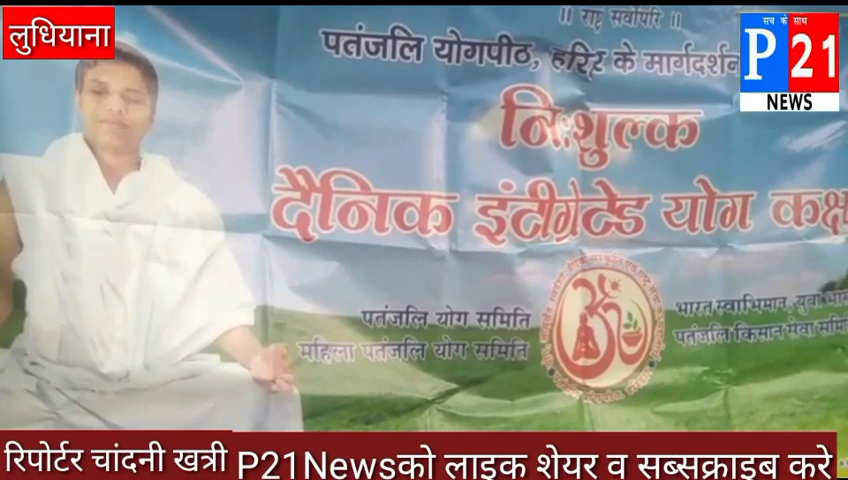 लुधियाना
।। राष्ट्र सर्वोपरि ।।
सच के साथ
P21
NEWS
पतंजलि योगपीठ, हरिद्वार के मार्गदर्शन
निःशुल्क
दैनिक इंटीग्रेटेड योग कक्ष
पतंजलि योग समिति
महिला पतंजलि योग समिति
भारत स्वाभिमान, युवा भा
पतंजलि किसान सेवा समिति
रिपोर्टर चांदनी खत्री
P21Newsको लाइक शेयर व सब्सक्राइब करे